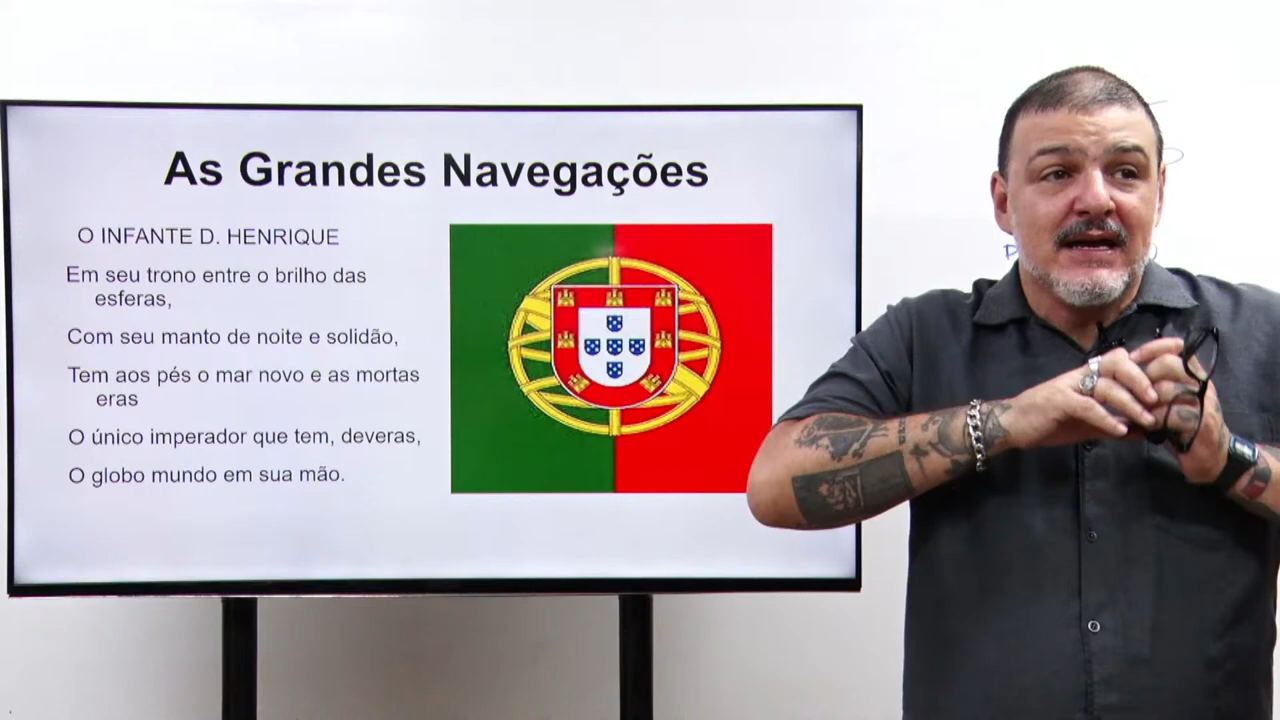 As Grandes Navegações
O INFANTE D. HENRIQUE
Em seu trono entre o brilho das
esferas,
Com seu manto de noite e solidão,
Tem aos pés o mar novo e as mortas
eras
O único imperador que tem, deveras,
O globo mundo em sua mão.